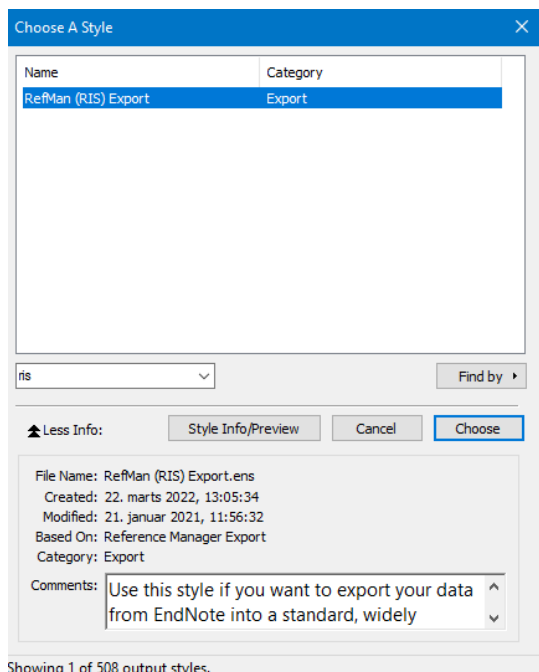 Choose A Style
Name Category
RefMan (RIS) Export Export
ris Find by
Less Info: Style Info/Preview Cancel Choose
File Name: RefMan (RIS) Export.ens
Created: 22. marts 2022, 13:05:34
Modified: 21. januar 2021, 11:56:32
Based On: Reference Manager Export
Category: Export
Comments: Use this style if you want to export your data
from EndNote into a standard, widely
Showing 1 of 508 output styles.